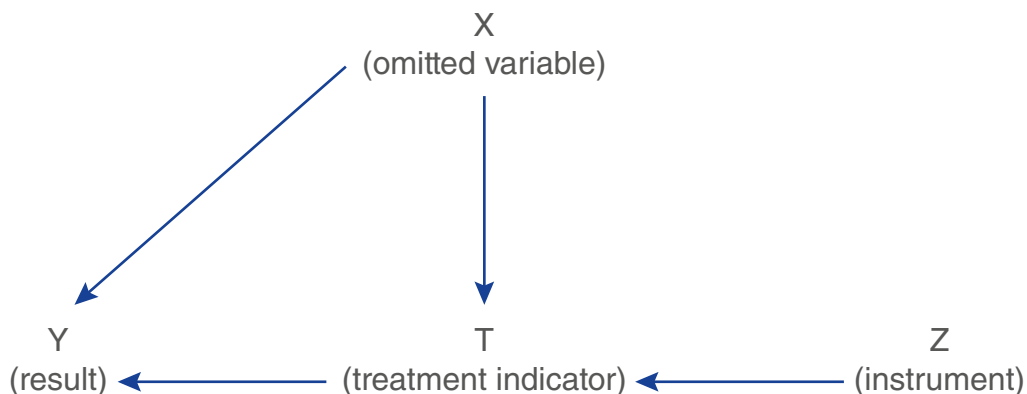 X
(omitted variable)
Y
(result)
T
(treatment indicator)
Z
(instrument)